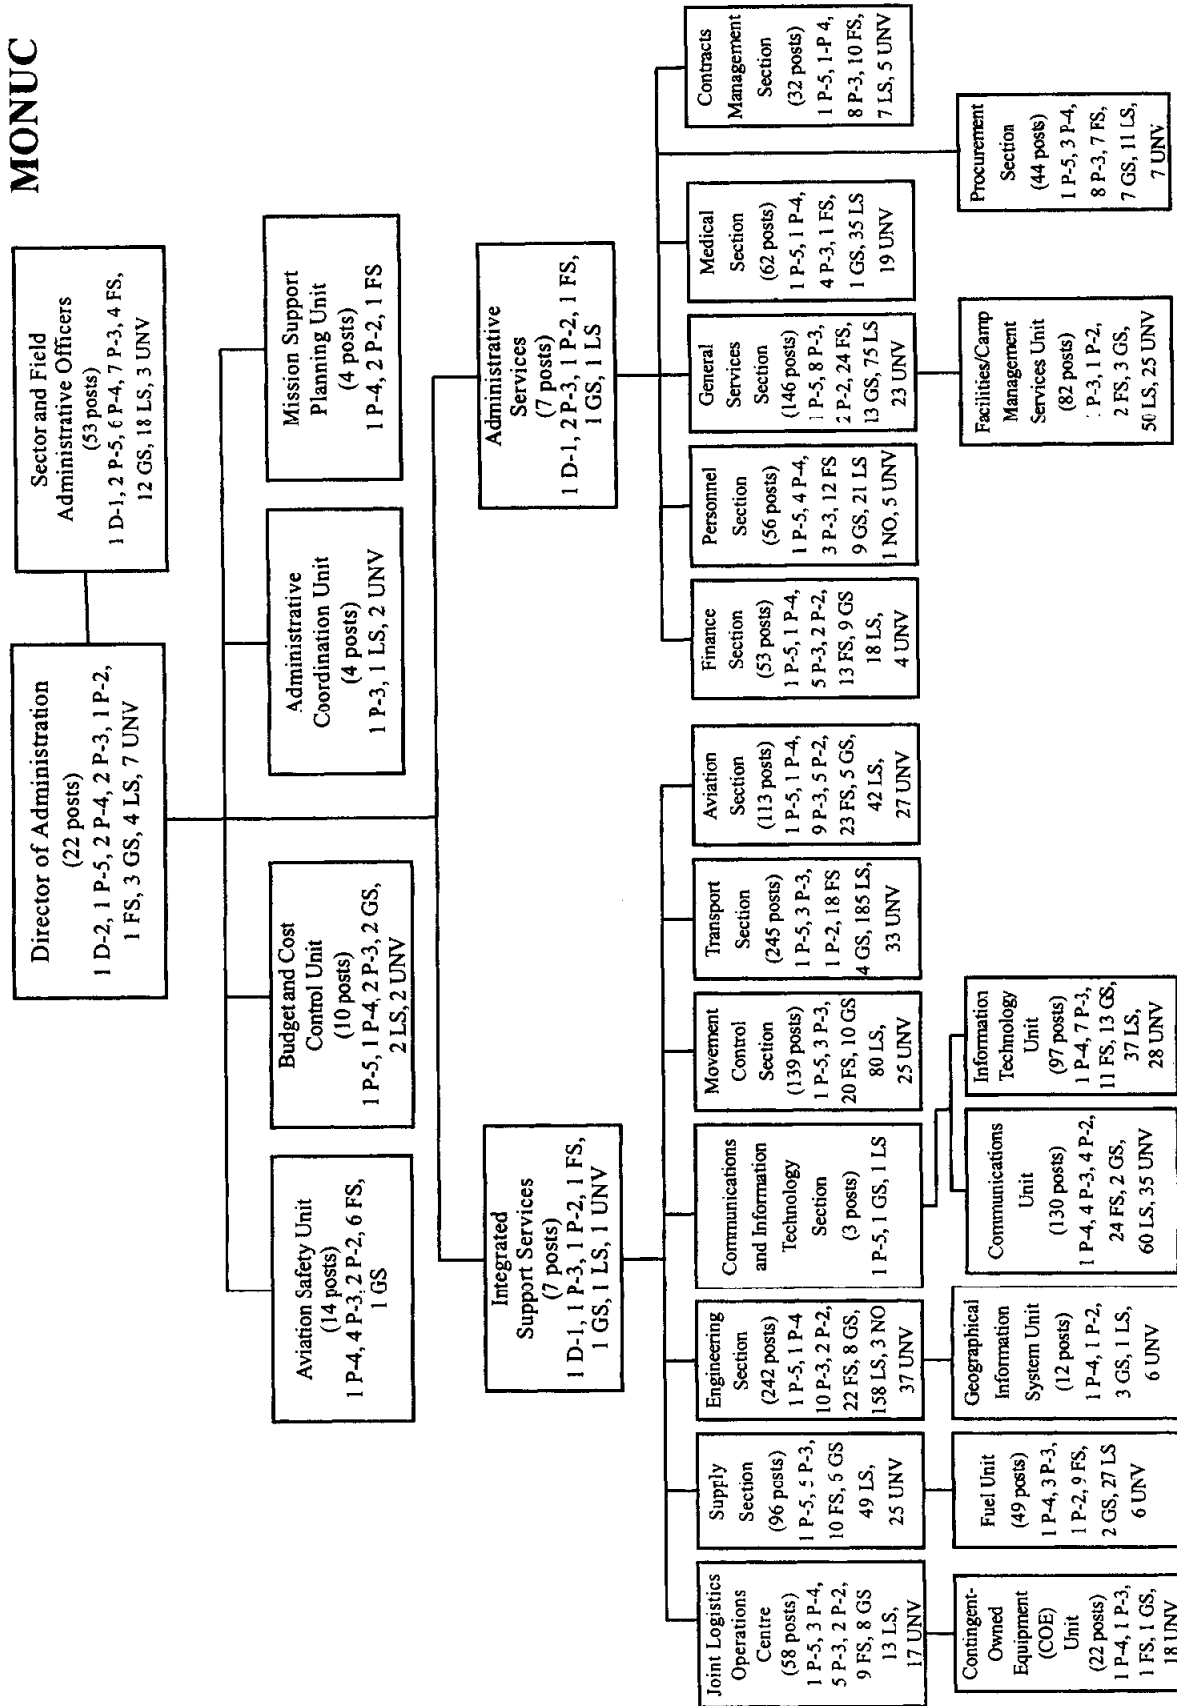 MONUC
Director of Administration
(22 posts)
1 D-2, 1 P-5, 2 P-4, 2 P-3, 1 P-2,
1 FS, 3 GS, 4 LS, 7 UNV
Sector and Field
Administrative Officers
(53 posts)
1 D-1, 2 P-5, 6 P-4, 7 P-3, 4 FS,
12 GS, 18 LS, 3 UNV
Aviation Safety Unit
(14 posts)
1 P-4, 4 P-3, 2 P-2, 6 FS,
1 GS
Budget and Cost
Control Unit
(10 posts)
1 P-5, 1 P-4, 2 P-3, 2 GS,
2 LS, 2 UNV
Administrative
Coordination Unit
(4 posts)
1 P-3, 1 LS, 2 UNV
Mission Support
Planning Unit
(4 posts)
1 P-4, 2 P-2, 1 FS
Integrated
Support Services
(7 posts)
1 D-1, 1 P-3, 1 P-2, 1 FS,
1 GS, 1 LS, 1 UNV
Administrative
Services
(7 posts)
1 D-1, 2 P-3, 1 P-2, 1 FS,
1 GS, 1 LS
Joint Logistics
Operations
Centre
(58 posts)
1 P-5, 3 P-4,
5 P-3, 2 P-2,
9 FS, 8 GS
13 LS,
17 UNV
Supply
Section
(96 posts)
1 P-5, 5 P-3,
10 FS, 6 GS
49 LS,
25 UNV
Engineering
Section
(242 posts)
1 P-5, 1 P-4
10 P-3, 2 P-2,
22 FS, 8 GS,
158 LS, 3 NO
37 UNV
Communications
and Information
Technology
Section
(3 posts)
1 P-5, 1 GS, 1 LS
Movement
Control
Section
(139 posts)
1 P-5, 3 P-3,
20 FS, 10 GS
80 LS,
25 UNV
Transport
Section
(245 posts)
1 P-5, 3 P-3,
1 P-2, 18 FS
4 GS, 185 LS,
33 UNV
Aviation
Section
(113 posts)
1 P-5, 1 P-4
9 P-3, 5 P-2,
23 FS, 5 GS,
42 LS,
27 UNV
Finance
Section
(53 posts)
1 P-5, 1 P-4,
5 P-3, 2 P-2,
13 FS, 9 GS
18 LS,
4 UNV
Personnel
Section
(56 posts)
1 P-5, 4 P-4,
3 P-3, 12 FS
9 GS, 21 LS
1 NO, 5 UNV
General
Services
Section
(146 posts)
1 P-5, 8 P-3,
2 P-2, 24 FS,
13 GS, 75 LS
23 UNV
Medical
Section
(62 posts)
1 P-5, 1 P-4,
4 P-3, 1 FS,
1 GS, 35 LS
19 UNV
Contracts
Management
Section
(32 posts)
1 P-5, 1-P 4,
8 P-3, 10 FS,
7 LS, 5 UNV
Contingent-
Owned
Equipment
(COE)
Unit
(22 posts)
1 P-4, 1 P-3,
1 FS, 1 GS,
18 UNV
Fuel Unit
(49 posts)
1 P-4, 3 P-3,
1 P-2, 9 FS,
2 GS, 27 LS
6 UNV
Geographical
Information
System Unit
(12 posts)
1 P-4, 1 P-2,
3 GS, 1 LS,
6 UNV
Communications
Unit
(130 posts)
1 P-4, 4 P-3, 4 P-2,
24 FS, 2 GS,
60 LS, 35 UNV
Information
Technology
Unit
(97 posts)
1 P-4, 7 P-3,
11 FS, 13 GS,
37 LS,
28 UNV
Facilities/Camp
Management
Services Unit
(82 posts)
1 P-3, 1 P-2,
2 FS, 3 GS,
50 LS, 25 UNV
Procurement
Section
(44 posts)
1 P-5, 3 P-4,
8 P-3, 7 FS,
7 GS, 11 LS,
7 UNV